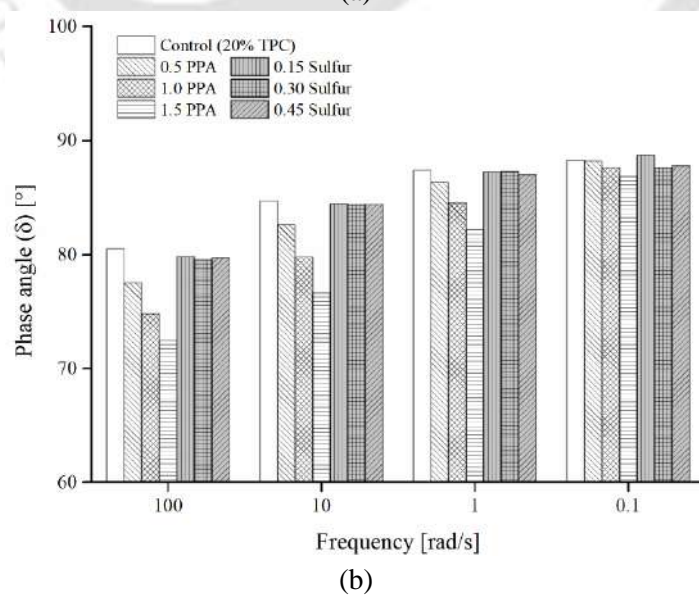 100
Control (20% TPC)
0.5 PPA 0.15 Sulfur
1.0 PPA 0.30 Sulfur
1.5 PPA 0.45 Sulfur
90
80
70
60
Phase angle (δ) [°]
100 10 1 0.1
Frequency [rad/s]
(b)